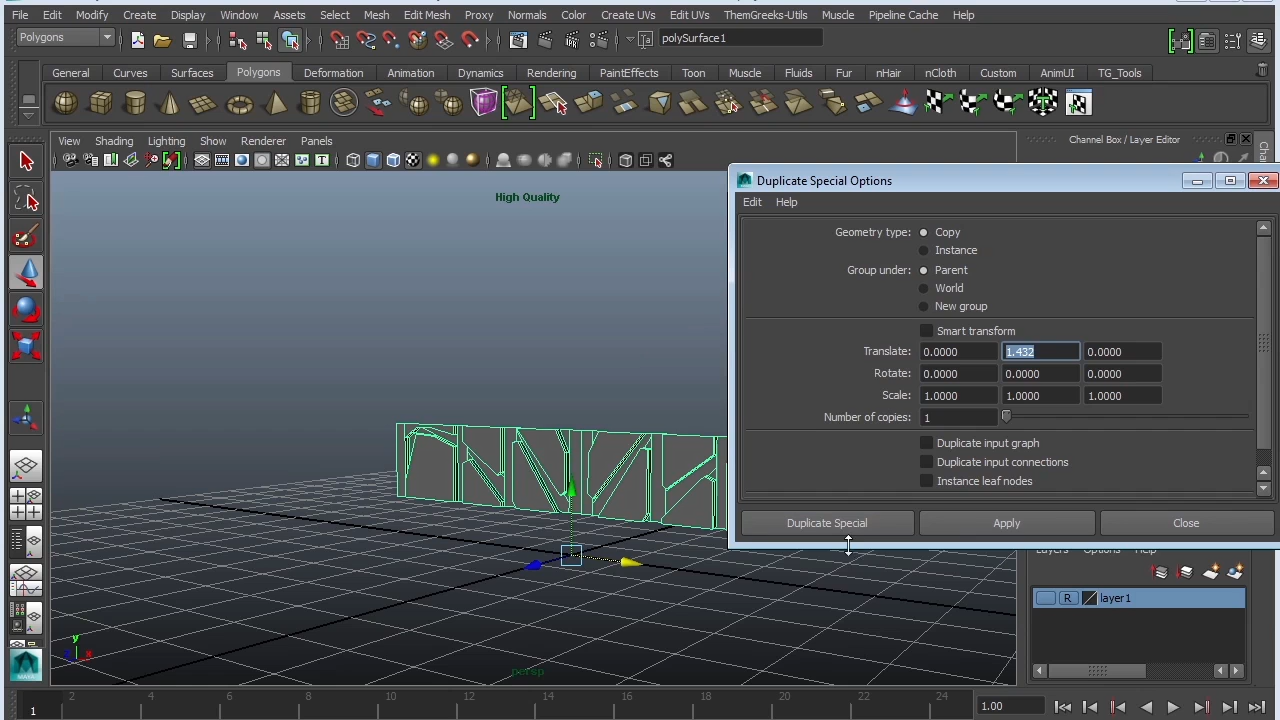 File Edit Modify Create Display Window Assets Select Mesh Edit Mesh Proxy Normals Color Create UVs Edit UVs ThemGreeks-Utils Muscle Pipeline Cache Help
Polygons polySurface1
General Curves Surfaces Polygons Deformation Animation Dynamics Rendering PaintEffects Toon Muscle Fluids Fur nHair nCloth Custom AnimUI TG_Tools
View Shading Lighting Show Renderer Panels
Channel Box / Layer Editor
High Quality
Duplicate Special Options
Edit Help
Geometry type: Copy
Instance
Group under: Parent
World
New group
Smart transform
Translate: 0.0000 1.432 0.0000
Rotate: 0.0000 0.0000 0.0000
Scale: 1.0000 1.0000 1.0000
Number of copies: 1
Duplicate input graph
Duplicate input connections
Instance leaf nodes
Duplicate Special Apply Close
Layers Options Help
R layer1
y
z x
persp
MAYA
1 2 4 6 8 10 12 14 16 18 20 22 24 1.00